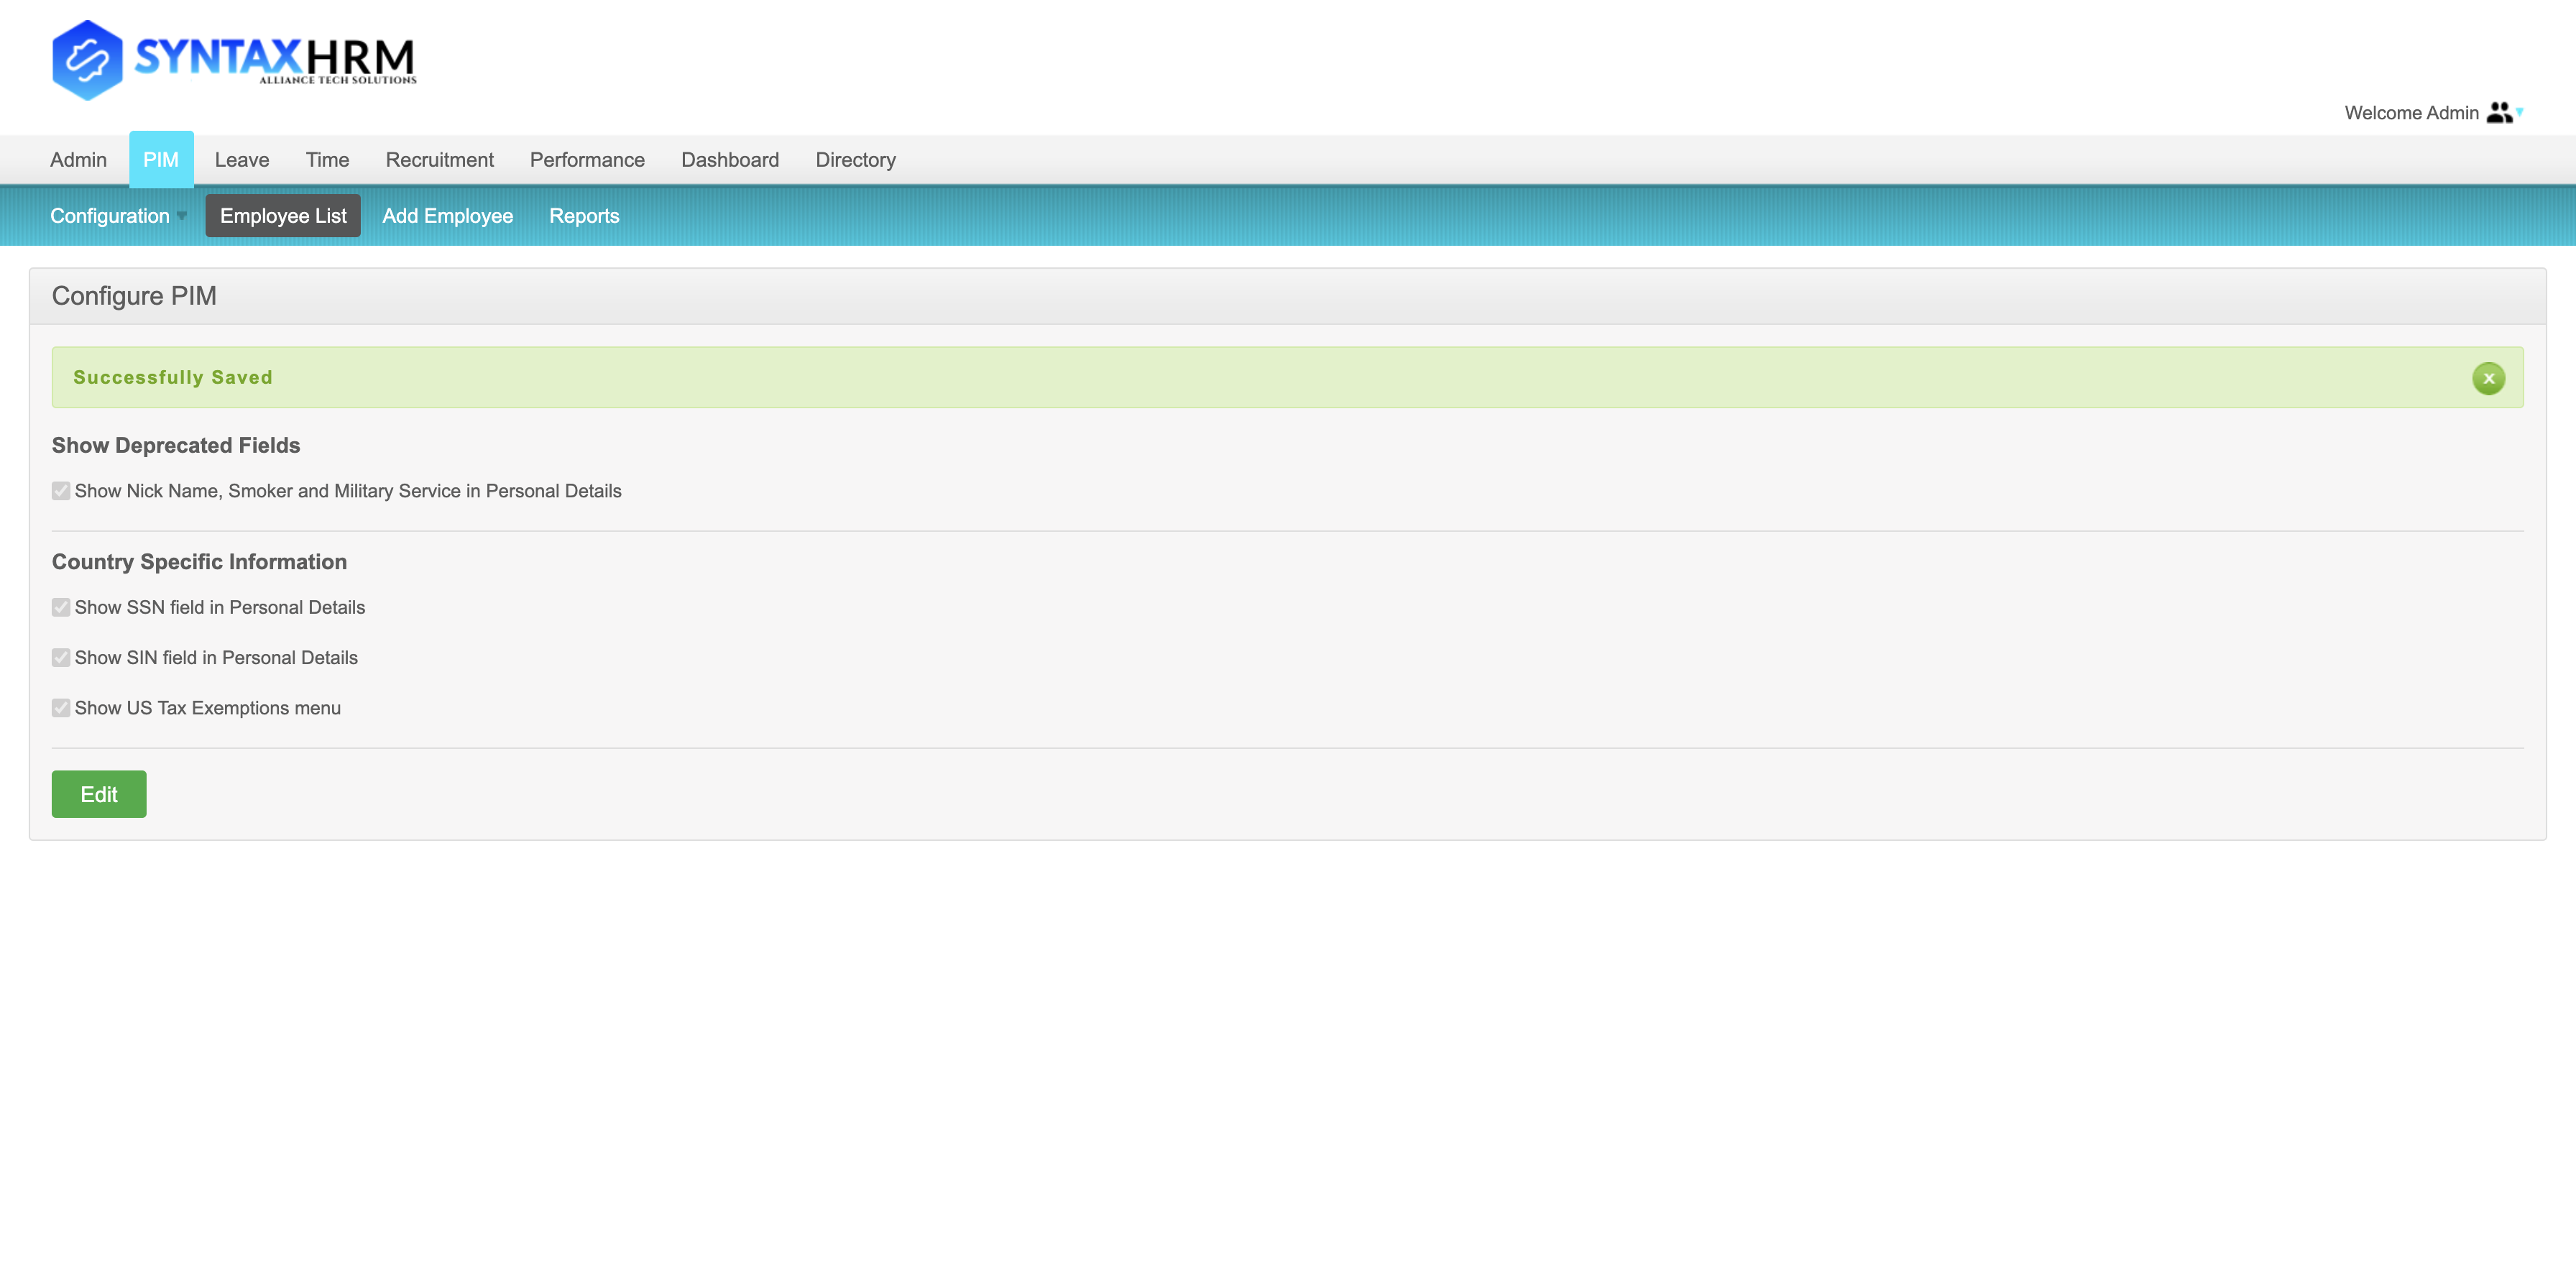 SYNTAXHRM
ALLIANCE TECH SOLUTIONS
Welcome Admin
Admin PIM Leave Time Recruitment Performance Dashboard Directory
Configuration Employee List Add Employee Reports
Configure PIM
Successfully Saved
Show Deprecated Fields
Show Nick Name, Smoker and Military Service in Personal Details
Country Specific Information
Show SSN field in Personal Details
Show SIN field in Personal Details
Show US Tax Exemptions menu
Edit